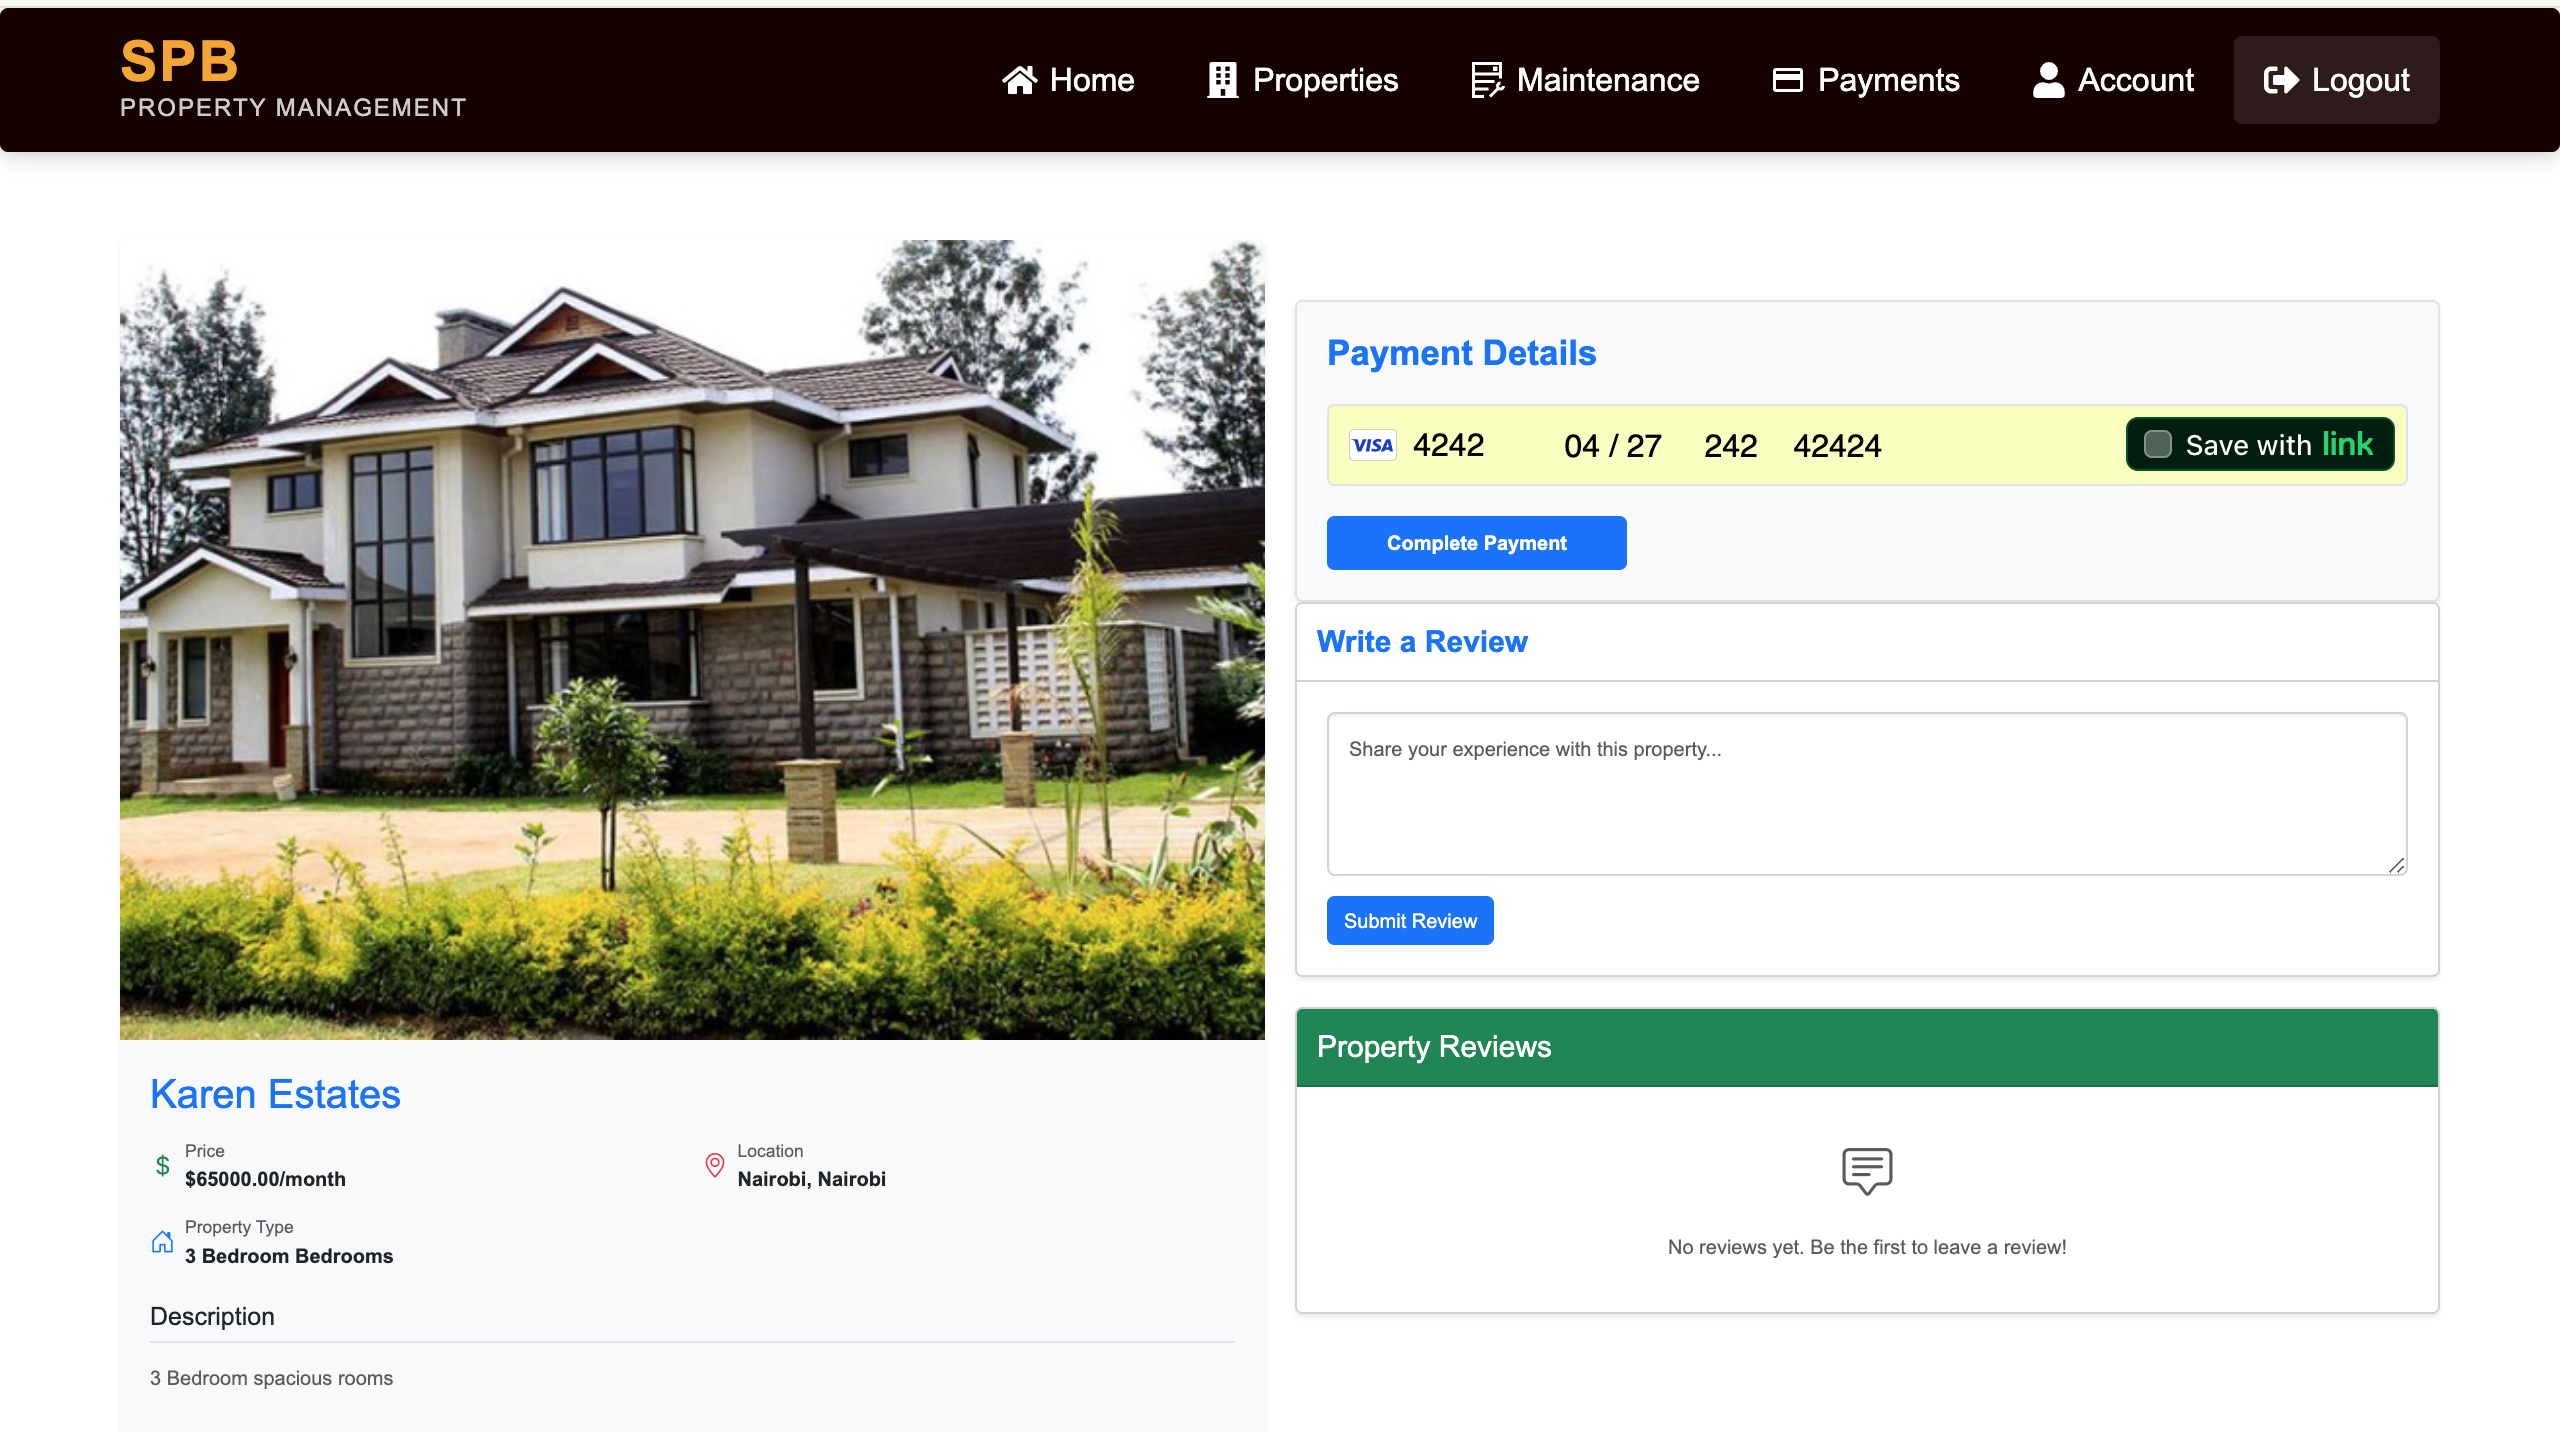 SPB
PROPERTY MANAGEMENT
Home
Properties
Maintenance
Payments
Account
Logout
Karen Estates
Price
$65000.00/month
Location
Nairobi, Nairobi
Property Type
3 Bedroom Bedrooms
Description
3 Bedroom spacious rooms
Payment Details
VISA 4242 04 / 27 242 42424 Save with link
Complete Payment
Write a Review
Share your experience with this property...
Submit Review
Property Reviews
No reviews yet. Be the first to leave a review!